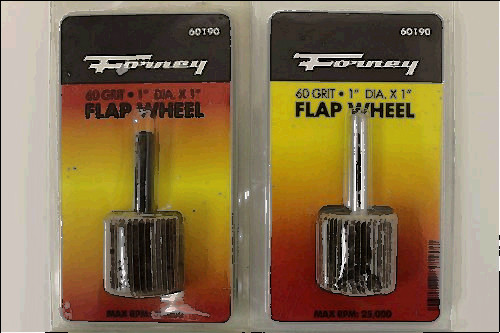 60190
Forney
60 GRIT • 1" DIA. X 1"
FLAP WHEEL
MAX RPM:
60190
Forney
60 GRIT • 1" DIA. X 1"
FLAP WHEEL
MAX RPM: 25,000